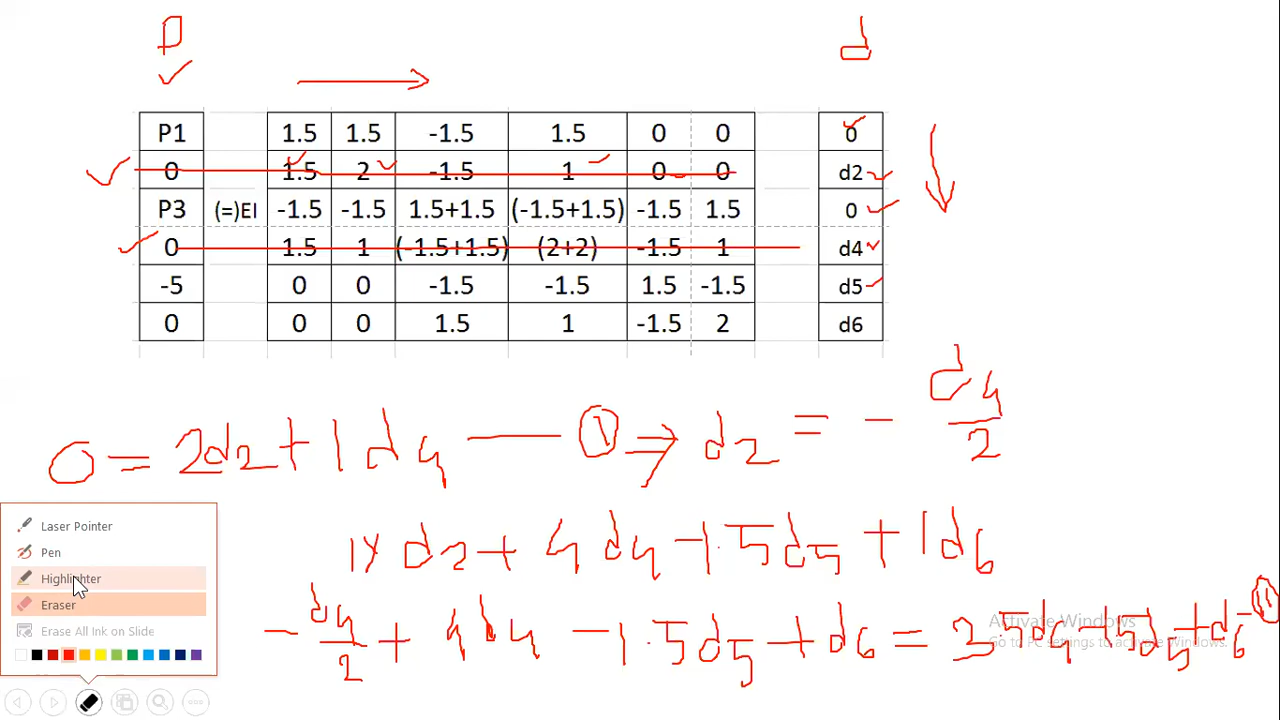 P d
P1 1.5 1.5 -1.5 1.5 0 0 0
0 1.5 2 -1.5 1 0 0 d2
P3 (=)EI -1.5 -1.5 1.5+1.5 (-1.5+1.5) -1.5 1.5 0
0 1.5 1 (-1.5+1.5) (2+2) -1.5 1 d4
-5 0 0 -1.5 -1.5 1.5 -1.5 d5
0 0 0 1.5 1 -1.5 2 d6
0 = 2d2 + 1d4 — ① ⇒ d2 = - d4/2
1× d2 + 4d4 - 1.5d5 + 1d6
- d4/2 + 4d4 - 1.5d5 + d6 = 3.5d4 - 1.5d5 + d6 - ⑪
Laser Pointer
Pen
Highlighter
Eraser
Erase All Ink on Slide
Activate Windows
Go to PC settings to activate Windows.